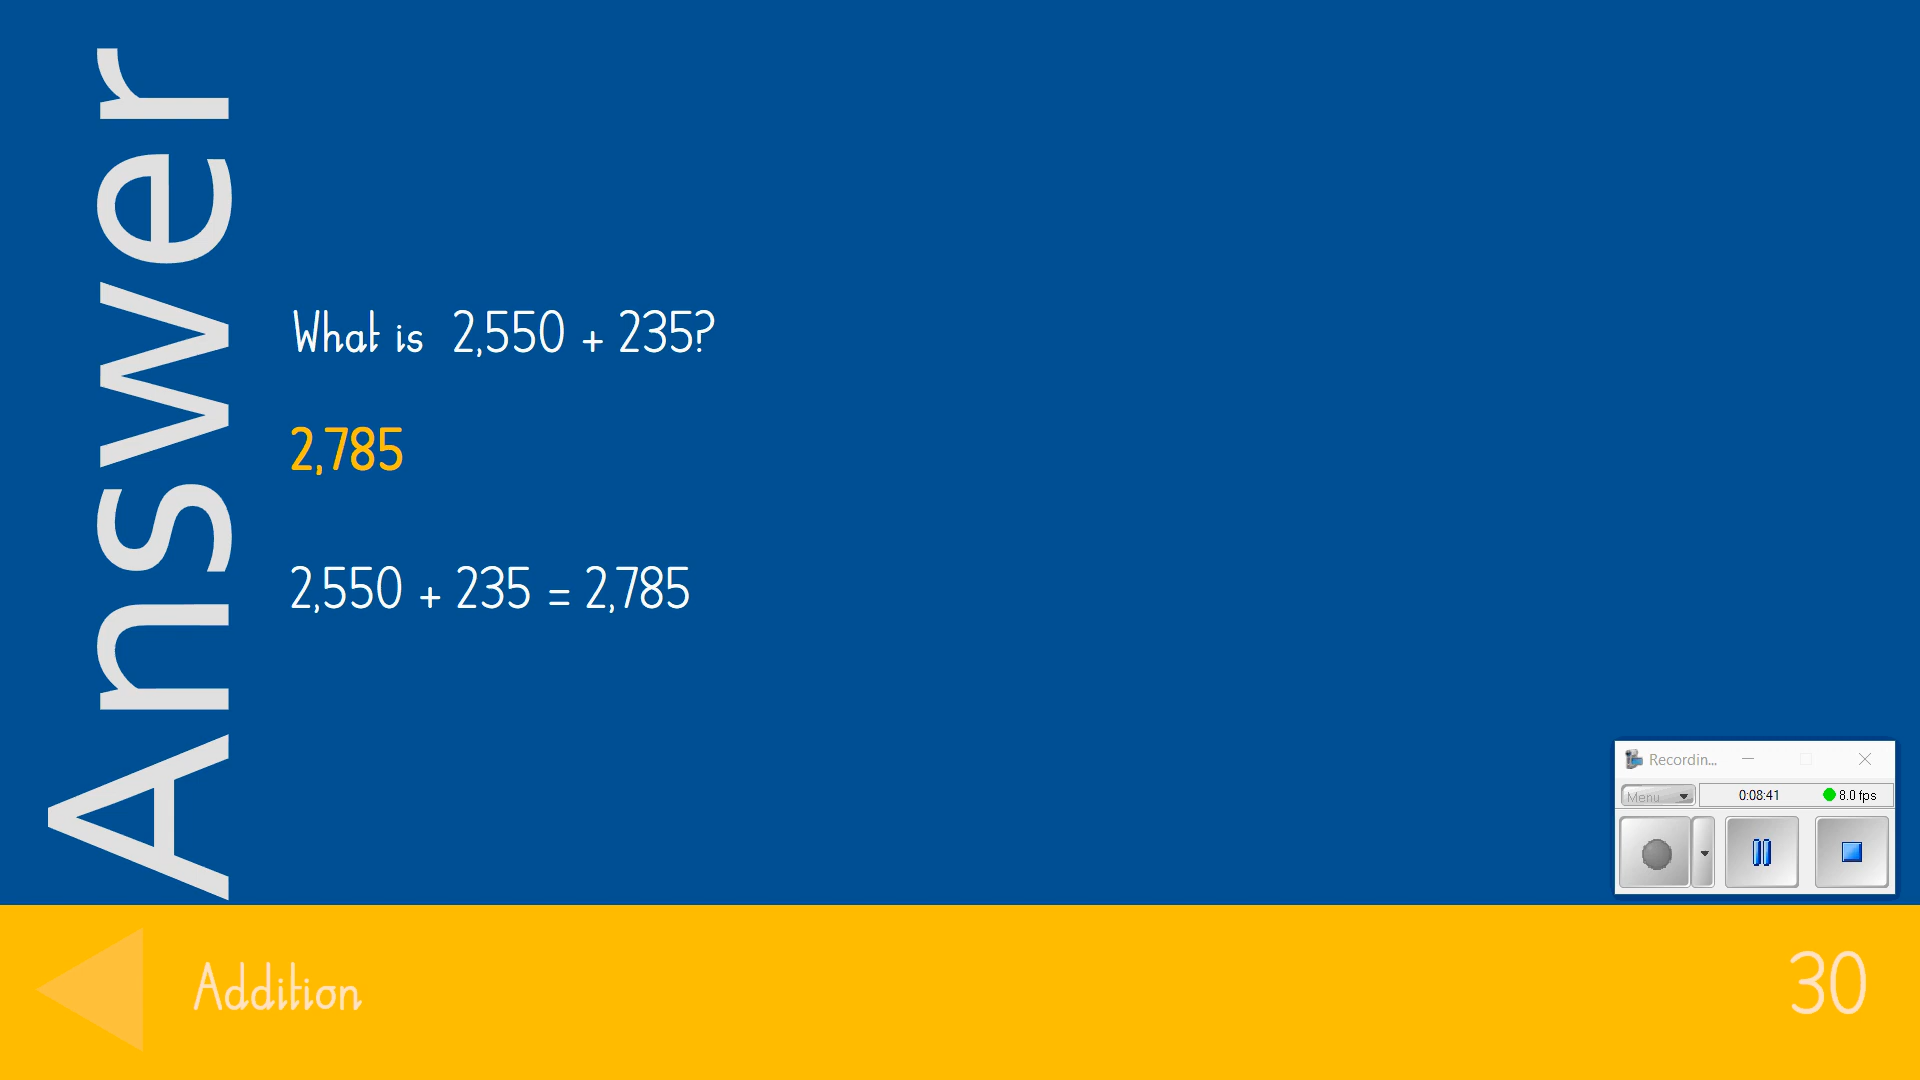 Answer
What is 2,550 + 235?
2,785
2,550 + 235 = 2,785
Recordin...
Menu
0:08:41
8.0 fps
Addition
30